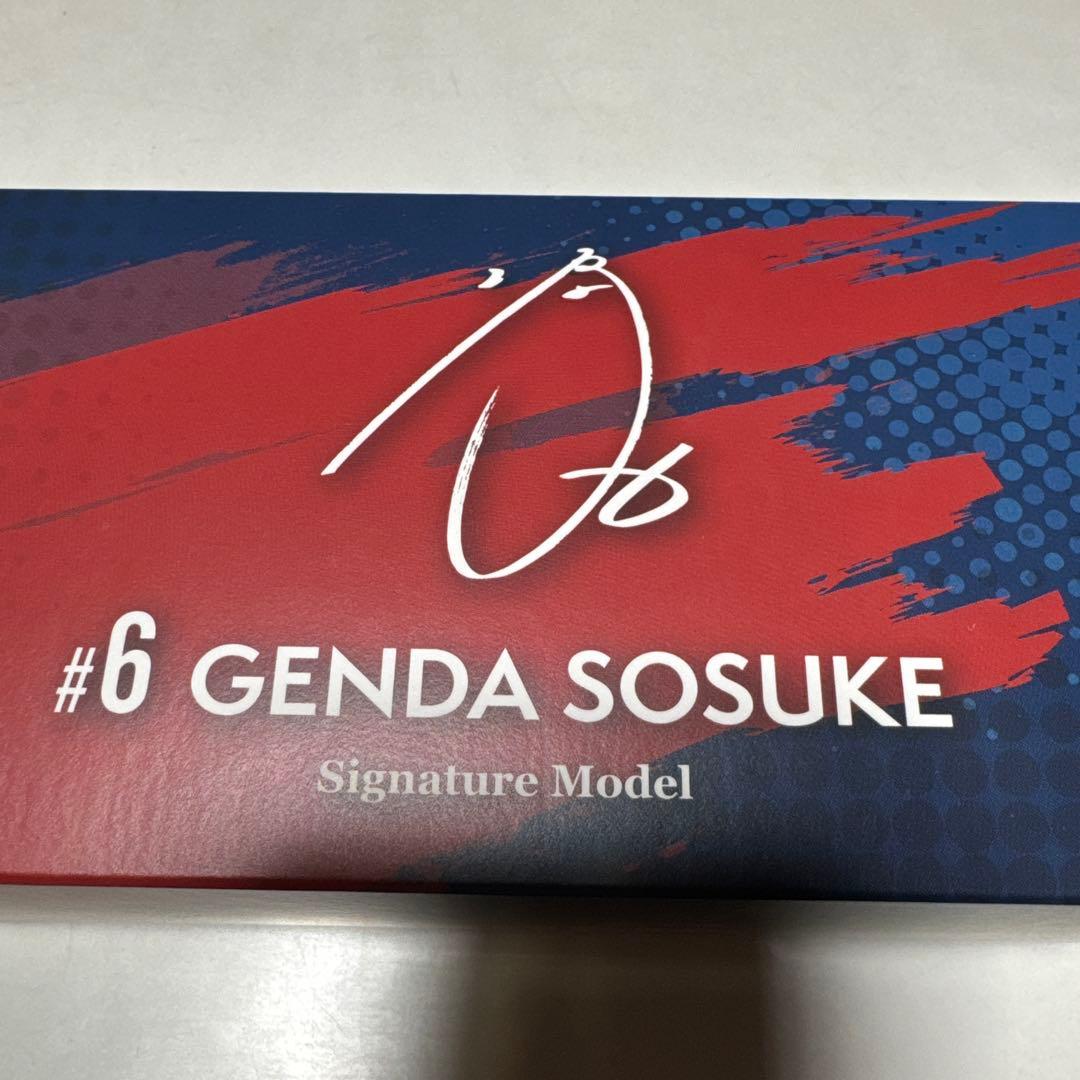 #6 GENDA SOSUKE
Signature Model